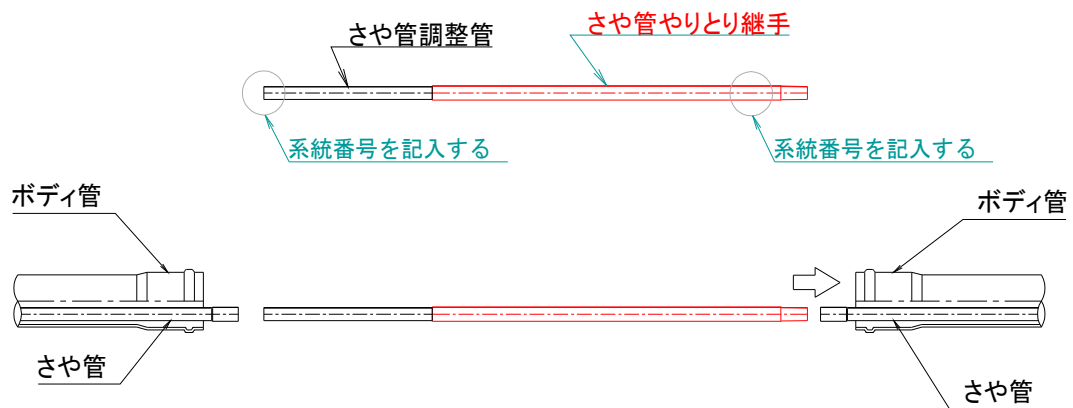 さや管調整管
さや管やりとり継手
系統番号を記入する
系統番号を記入する
ボディ管
ボディ管
さや管
さや管